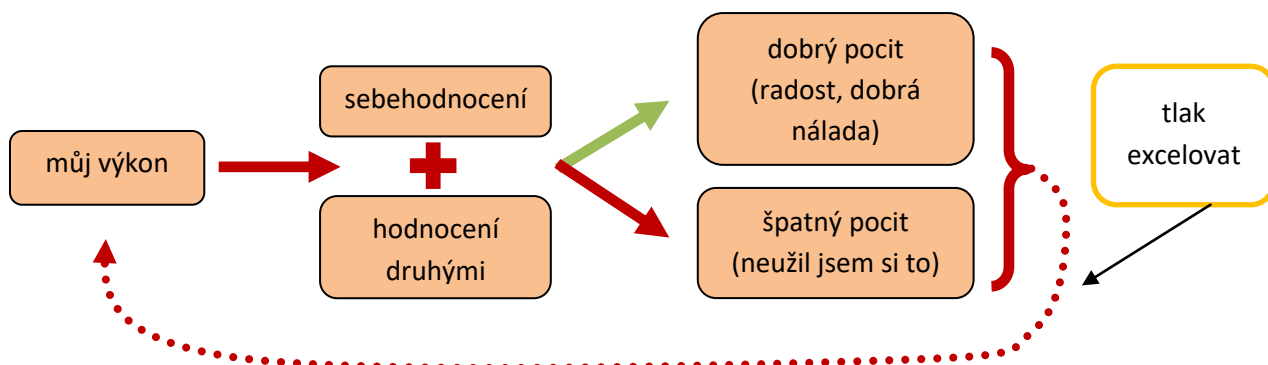 můj výkon
sebehodnocení
hodnocení
druhými
dobrý pocit
(radost, dobrá
nálada)
špatný pocit
(neužil jsem si to)
tlak
excelovat